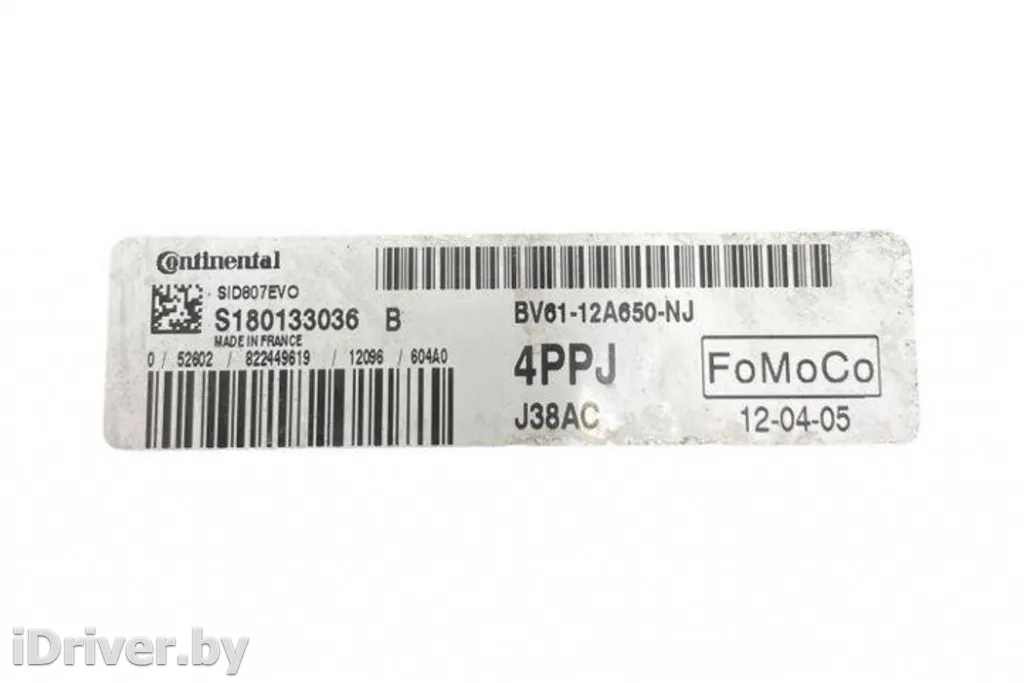 Continental
SID807EVO
S180133036 B
MADE IN FRANCE
0 / 52602 / 822449619 / 12096 / 604A0
BV61-12A650-NJ
4PPJ
J38AC
FoMoCo
12-04-05
iDriver.by